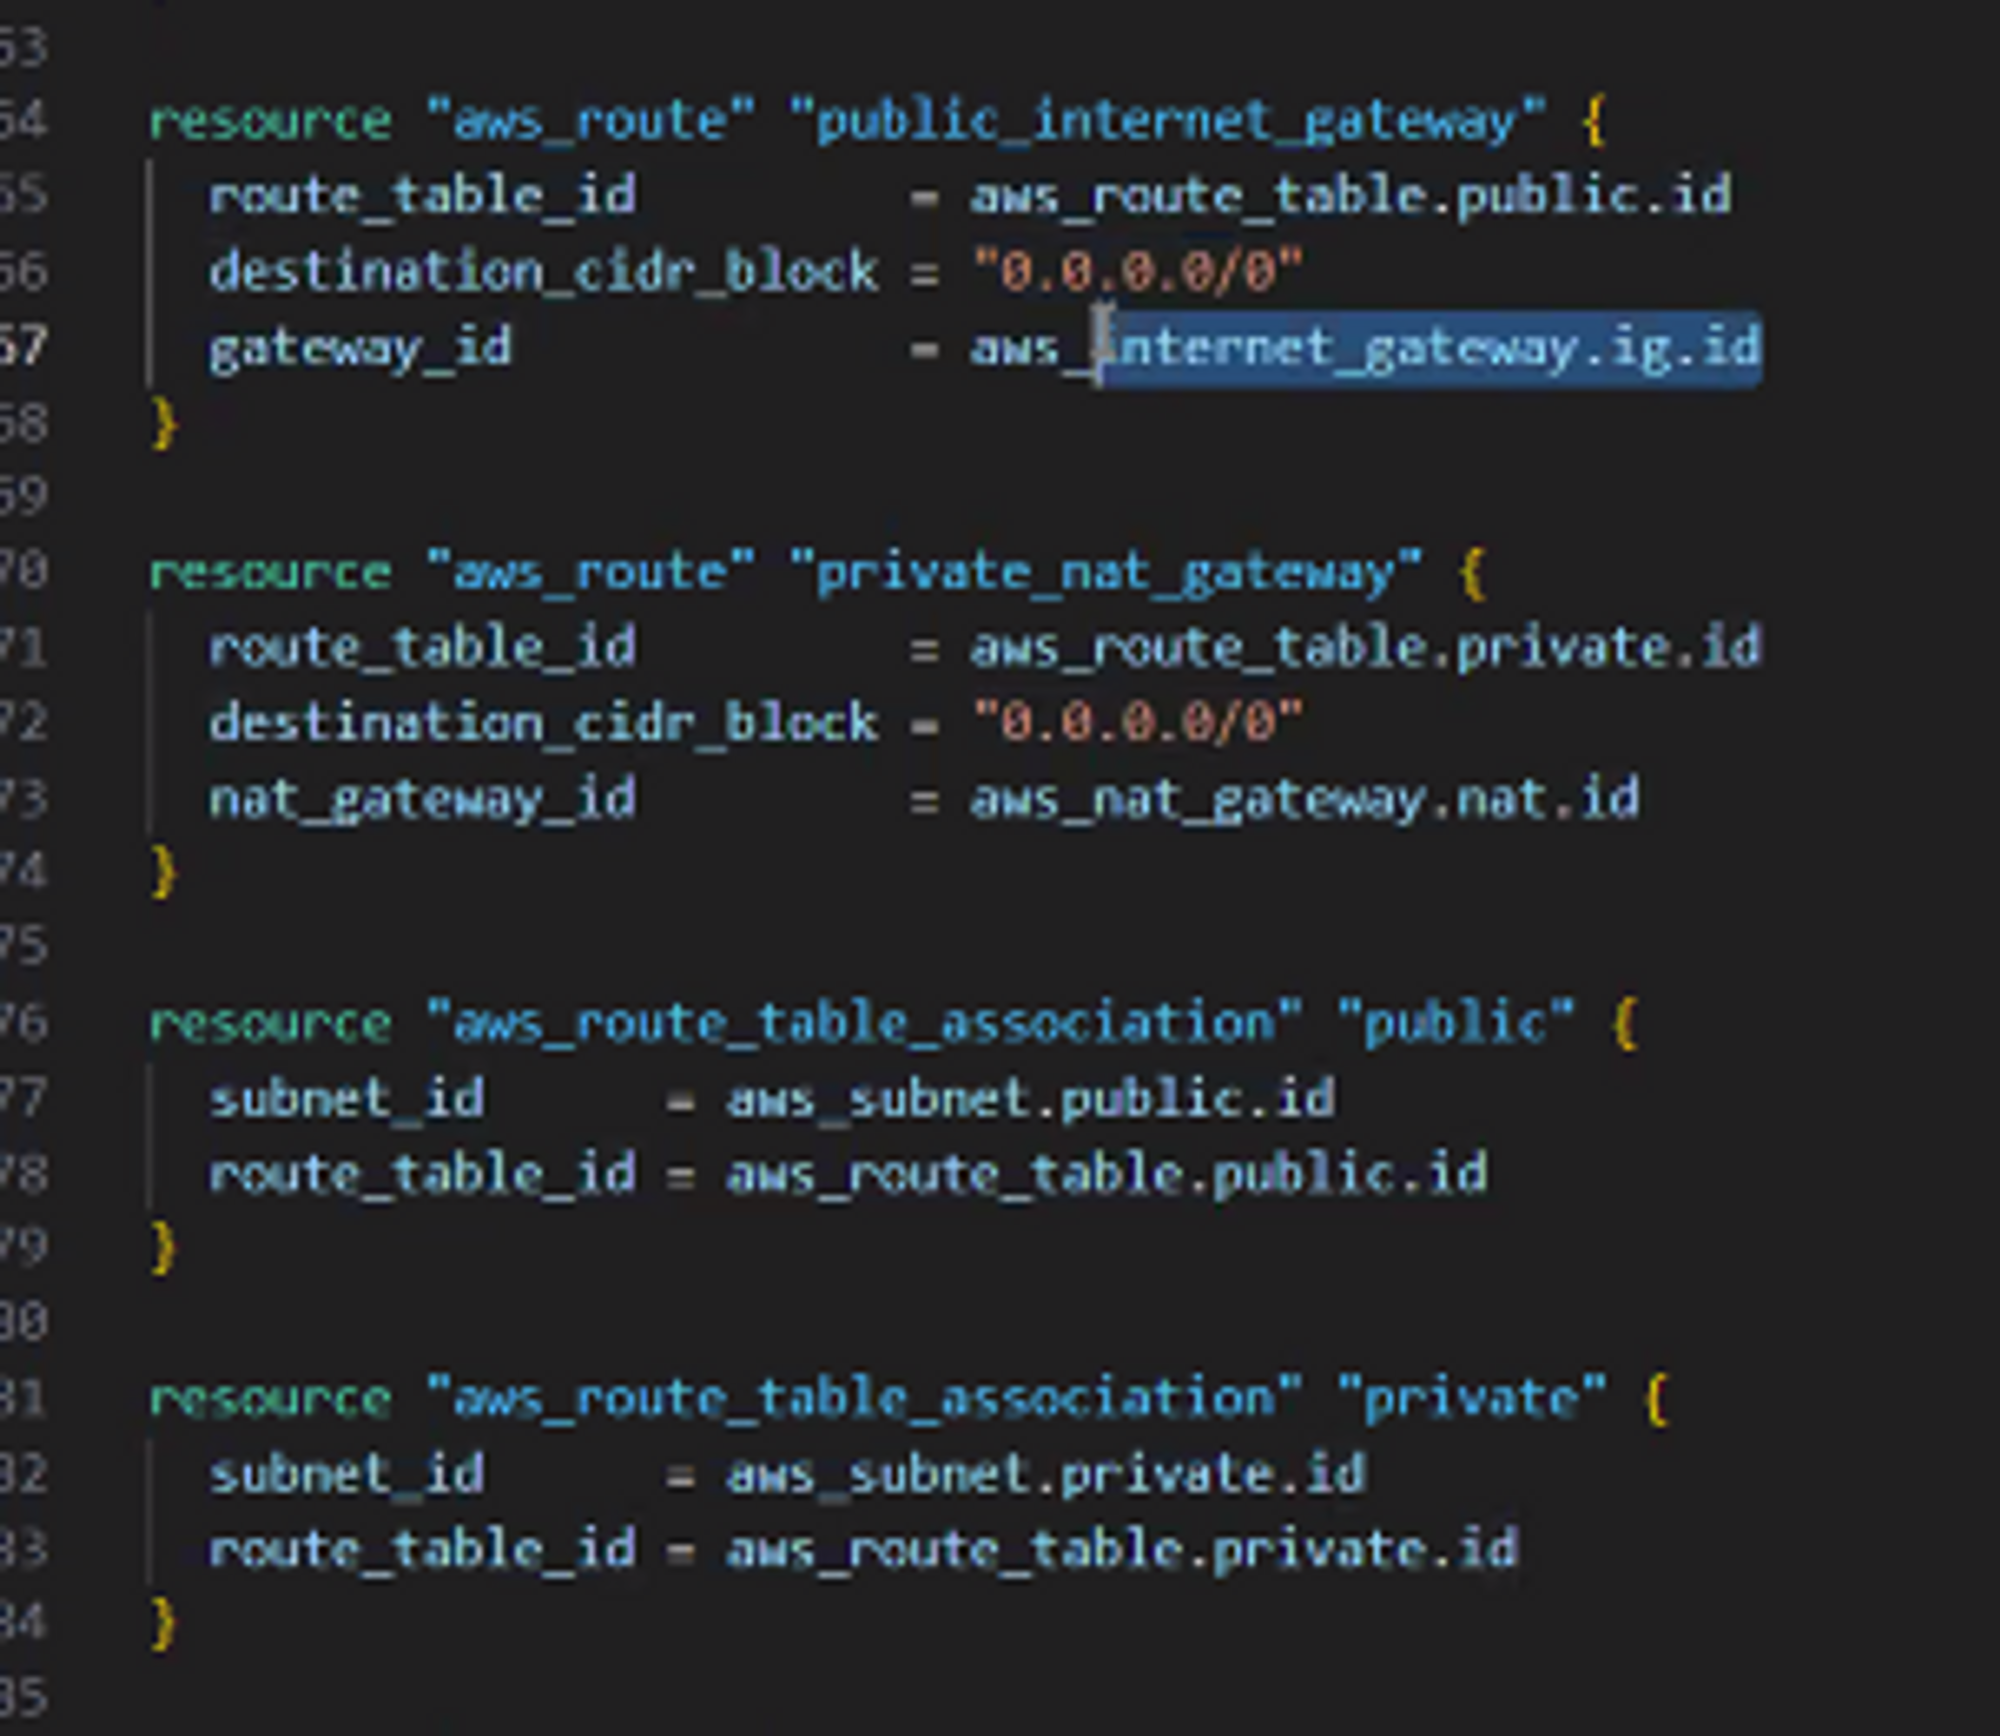 63
64 resource "aws_route" "public_internet_gateway" {
65 route_table_id = aws_route_table.public.id
66 destination_cidr_block = "0.0.0.0/0"
67 gateway_id = aws_internet_gateway.ig.id
68 }
69
70 resource "aws_route" "private_nat_gateway" {
71 route_table_id = aws_route_table.private.id
72 destination_cidr_block = "0.0.0.0/0"
73 nat_gateway_id = aws_nat_gateway.nat.id
74 }
75
76 resource "aws_route_table_association" "public" {
77 subnet_id = aws_subnet.public.id
78 route_table_id = aws_route_table.public.id
79 }
80
81 resource "aws_route_table_association" "private" {
82 subnet_id = aws_subnet.private.id
83 route_table_id = aws_route_table.private.id
84 }
85